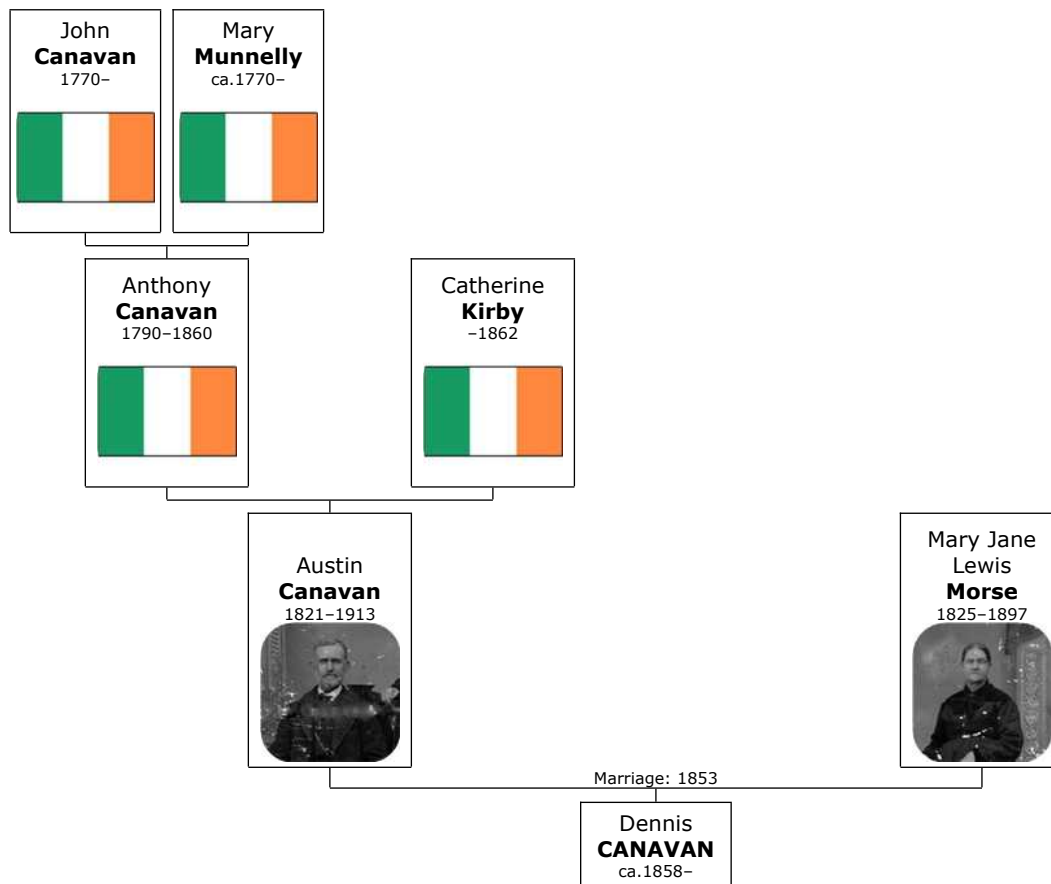 John
Canavan
1770–
Mary
Munnelly
ca.1770–
Anthony
Canavan
1790–1860
Catherine
Kirby
–1862
Austin
Canavan
1821–1913
Mary Jane
Lewis
Morse
1825–1897
Marriage: 1853
Dennis
CANAVAN
ca.1858–